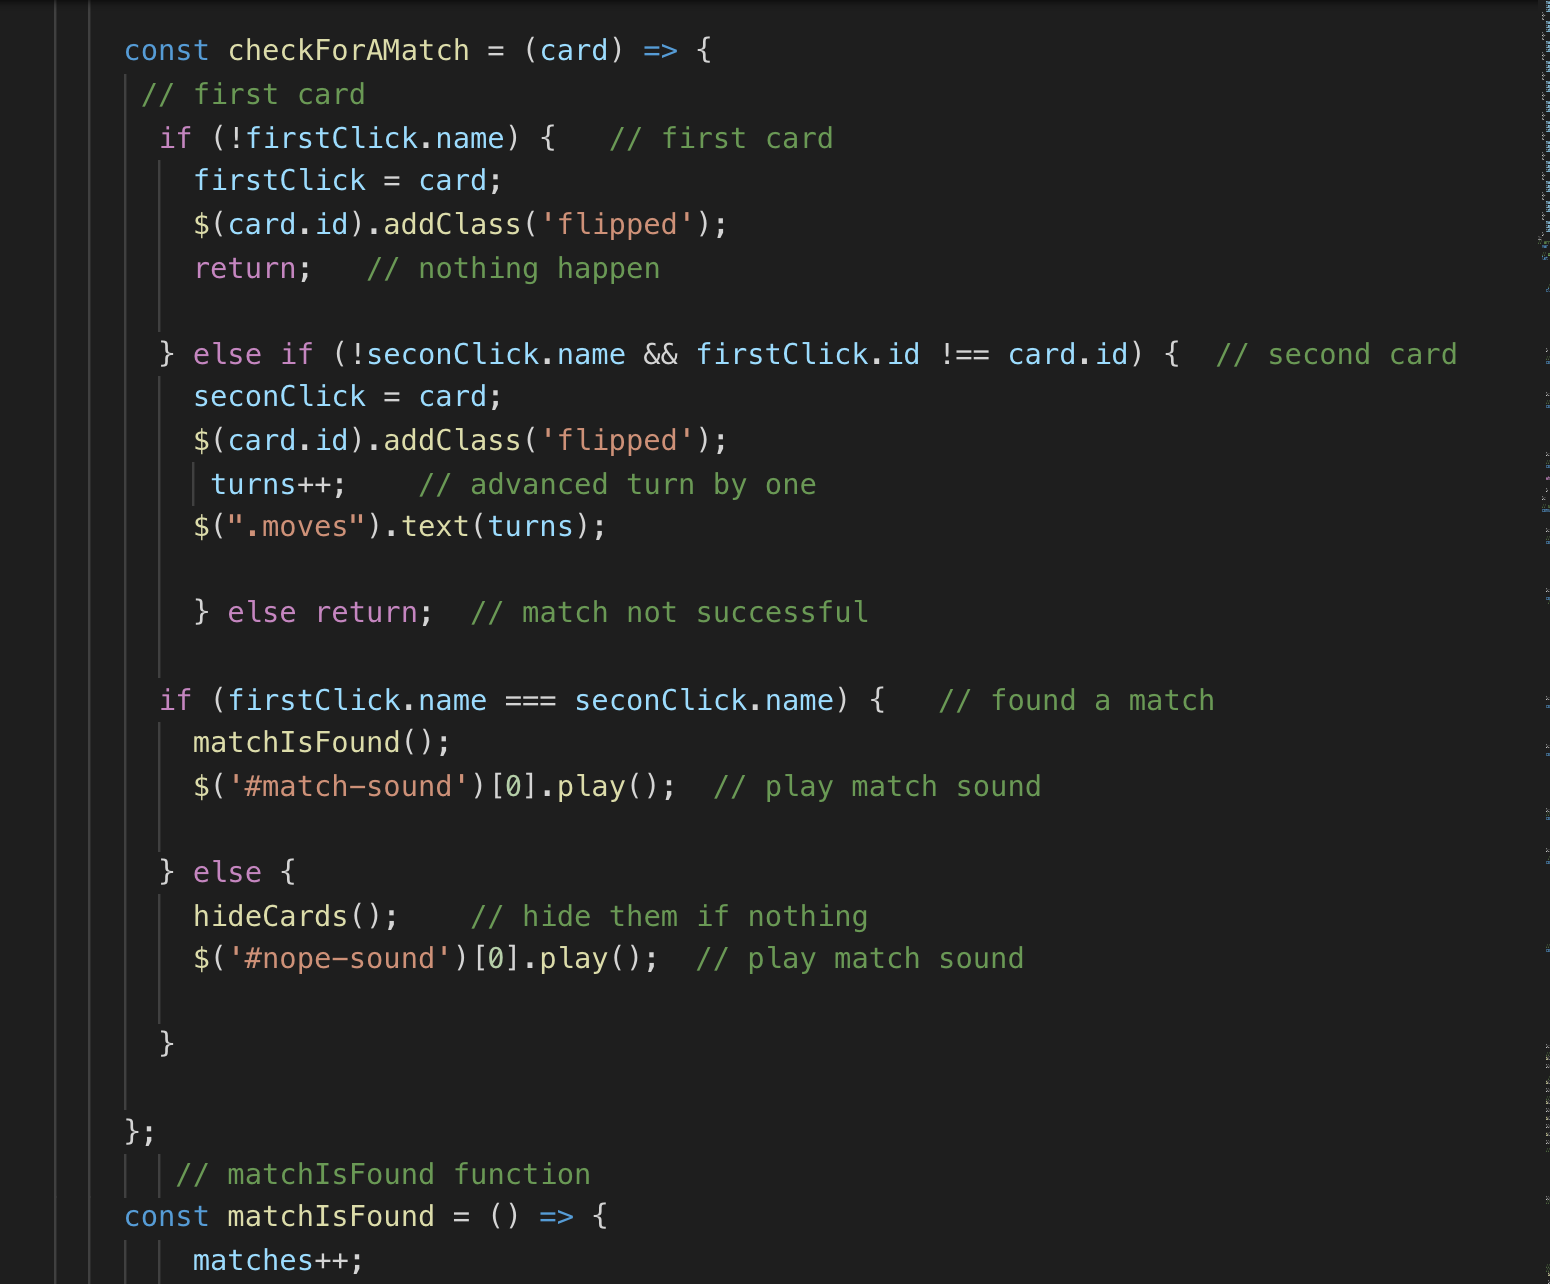 const checkForAMatch = (card) => {
// first card
if (!firstClick.name) {   // first card
firstClick = card;
$(card.id).addClass('flipped');
return;   // nothing happen
} else if (!seconClick.name && firstClick.id !== card.id) {  // second card
seconClick = card;
$(card.id).addClass('flipped');
turns++;    // advanced turn by one
$(".moves").text(turns);
} else return;  // match not successful
if (firstClick.name === seconClick.name) {   // found a match
matchIsFound();
$('#match-sound')[0].play();  // play match sound
} else {
hideCards();    // hide them if nothing
$('#nope-sound')[0].play();  // play match sound
}
};
// matchIsFound function
const matchIsFound = () => {
matches++;